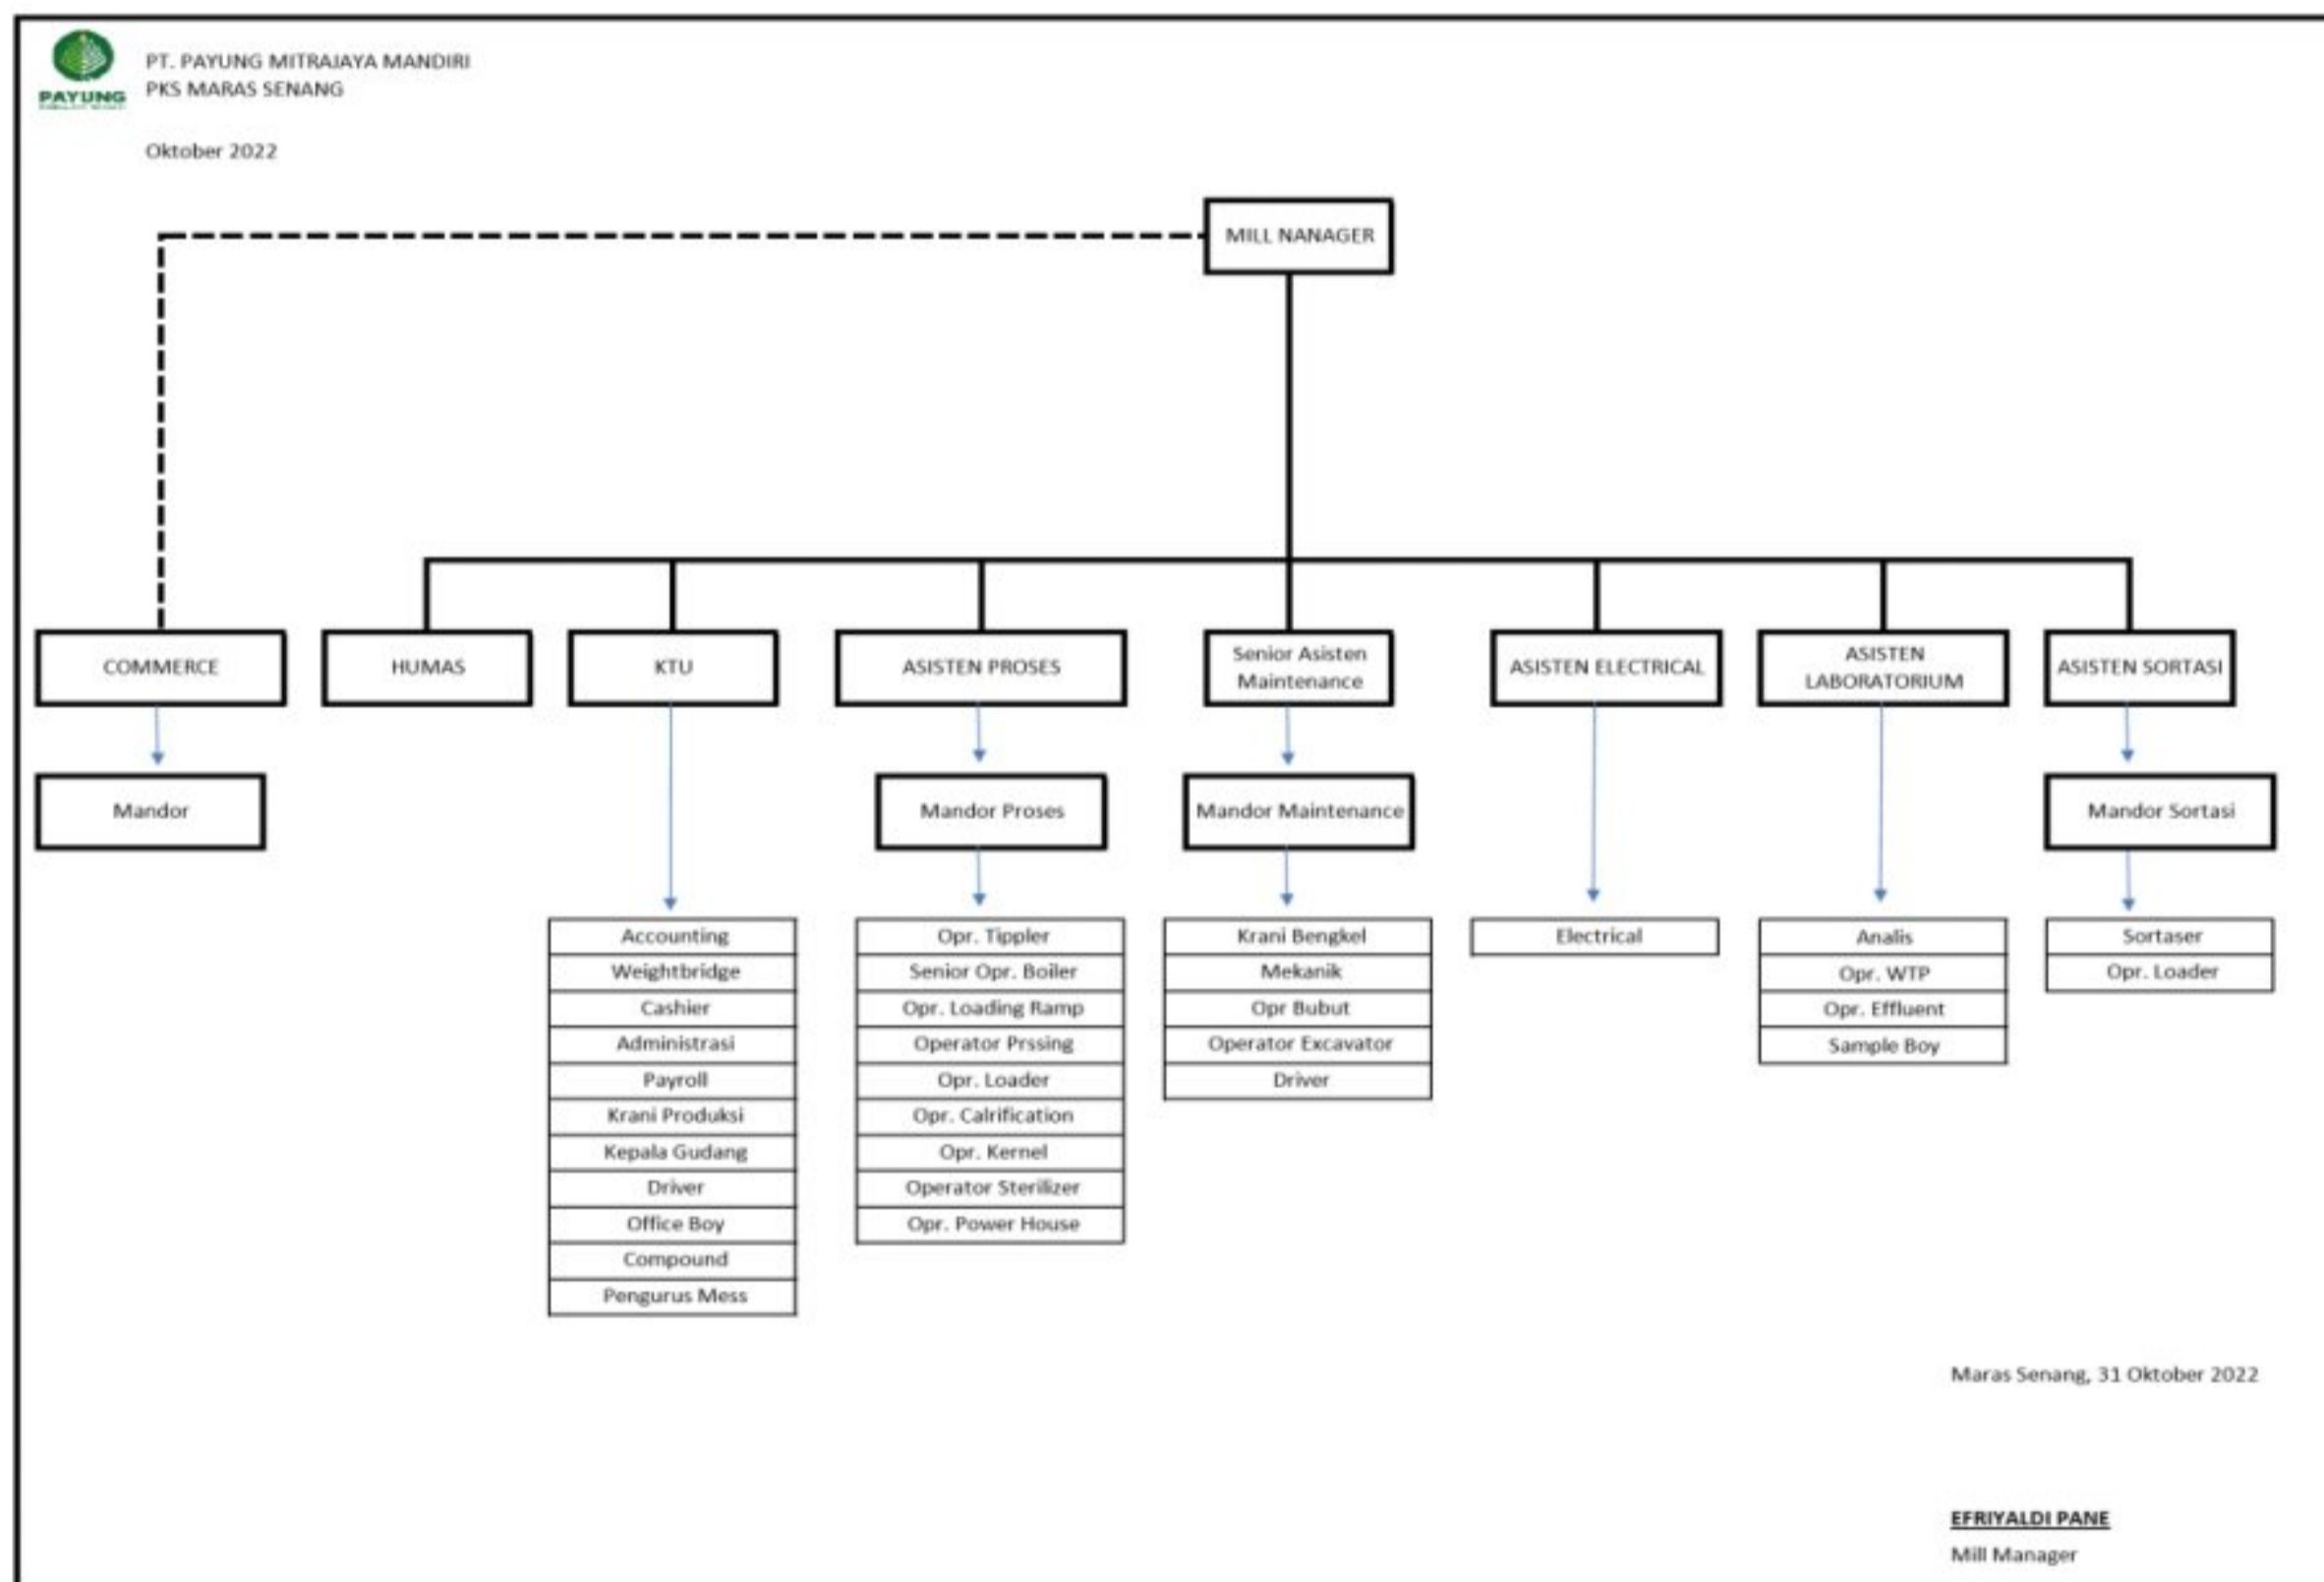 PAYUNG
PT. PAYUNG MITRAJAYA MANDIRI
PKS MARAS SENANG
Oktober 2022
MILL NANAGER
COMMERCE
HUMAS
KTU
ASISTEN PROSES
Senior Asisten
Maintenance
ASISTEN ELECTRICAL
ASISTEN
LABORATORIUM
ASISTEN SORTASI
Mandor
Mandor Proses
Mandor Maintenance
Mandor Sortasi
Accounting
Weightbridge
Cashier
Administrasi
Payroll
Krani Produksi
Kepala Gudang
Driver
Office Boy
Compound
Pengurus Mess
Opr. Tippler
Senior Opr. Boiler
Opr. Loading Ramp
Operator Prssing
Opr. Loader
Opr. Calrification
Opr. Kernel
Operator Sterilizer
Opr. Power House
Krani Bengkel
Mekanik
Opr Bubut
Operator Excavator
Driver
Electrical
Analis
Opr. WTP
Opr. Effluent
Sample Boy
Sortaser
Opr. Loader
Maras Senang, 31 Oktober 2022
EFRIYALDI PANE
Mill Manager